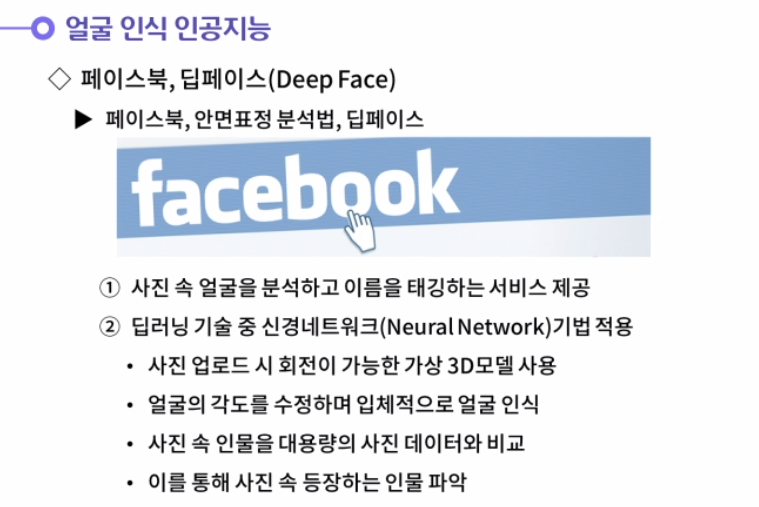 얼굴 인식 인공지능
◇ 페이스북, 딥페이스(Deep Face)
▶ 페이스북, 안면표정 분석법, 딥페이스
facebook
① 사진 속 얼굴을 분석하고 이름을 태깅하는 서비스 제공
② 딥러닝 기술 중 신경네트워크(Neural Network)기법 적용
• 사진 업로드 시 회전이 가능한 가상 3D모델 사용
• 얼굴의 각도를 수정하며 입체적으로 얼굴 인식
• 사진 속 인물을 대용량의 사진 데이터와 비교
• 이를 통해 사진 속 등장하는 인물 파악